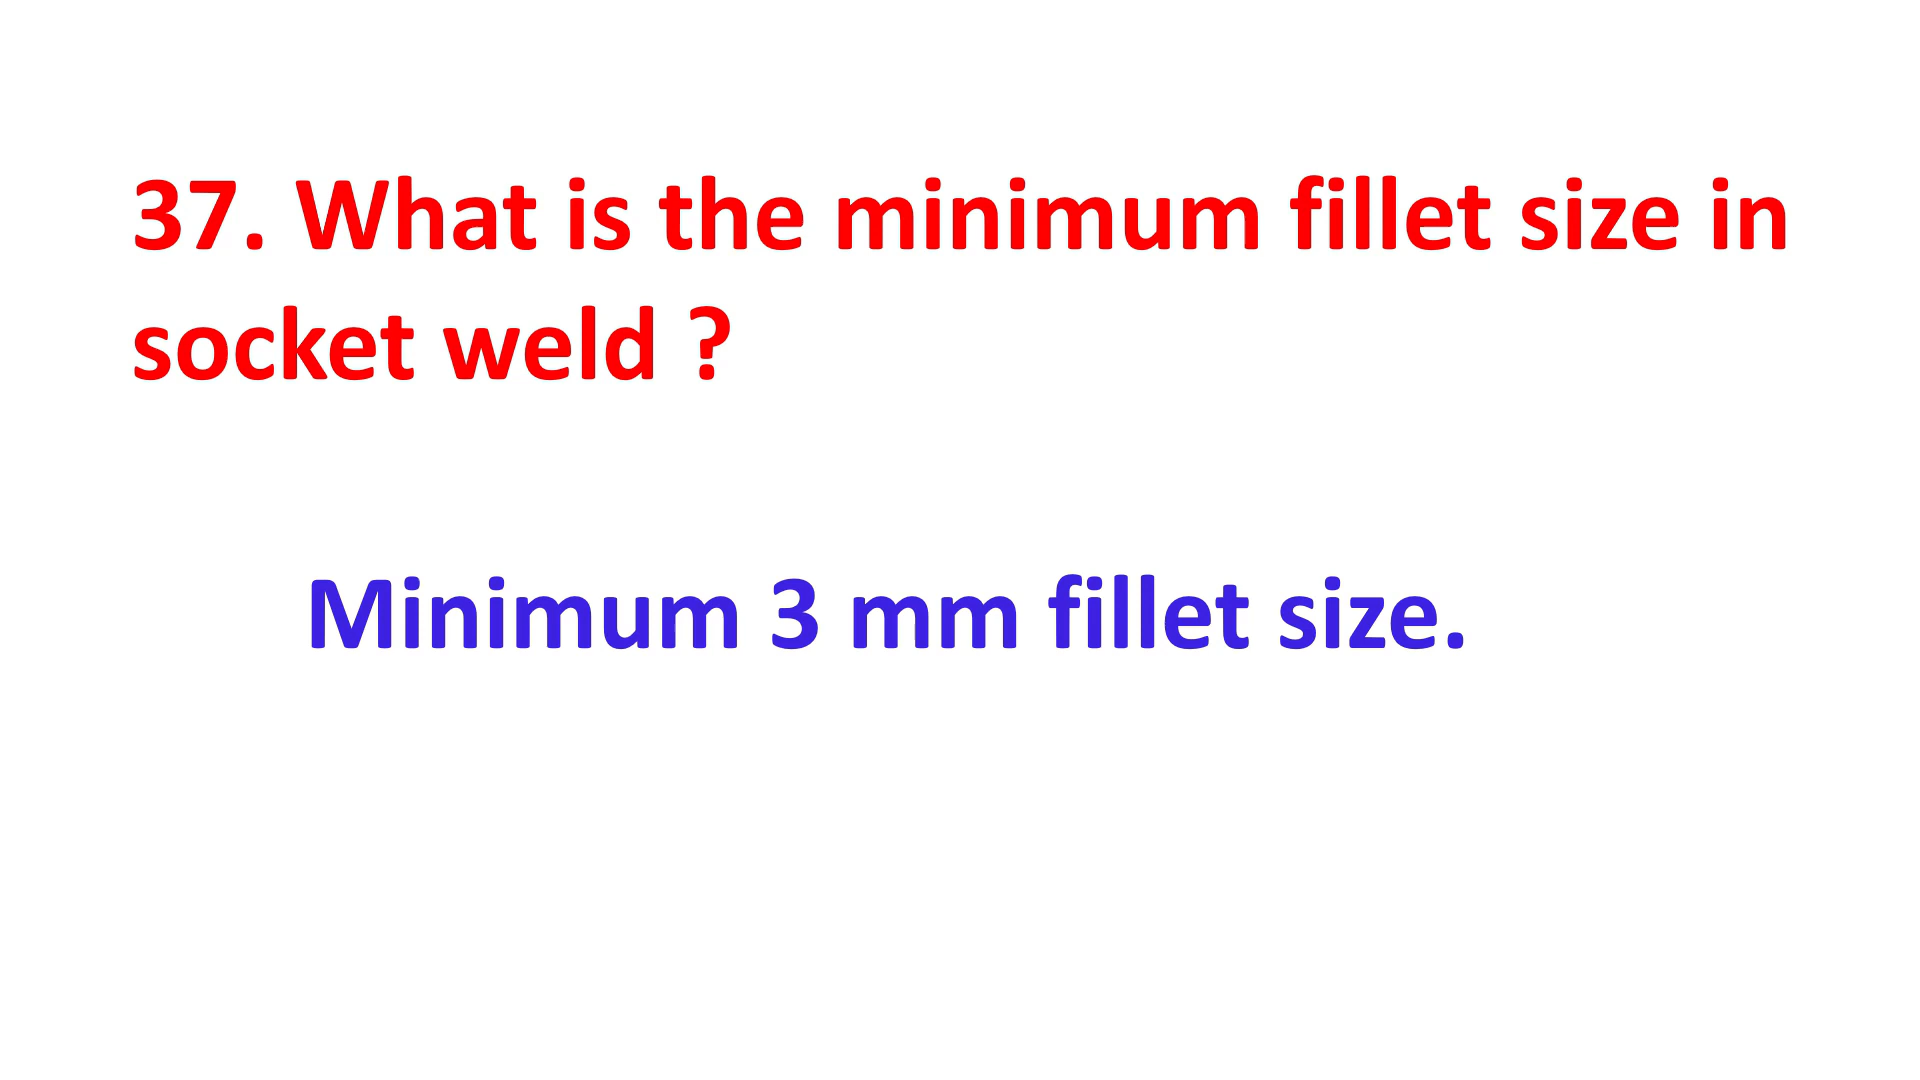 37. What is the minimum fillet size in
socket weld ?
Minimum 3 mm fillet size.